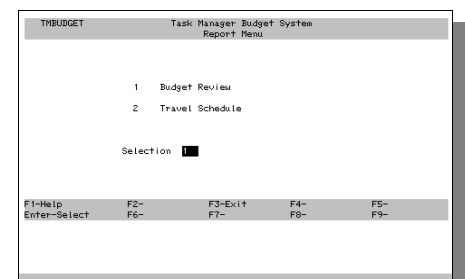 TMBUDGET Task Manager Budget System
Report Menu
1 Budget Review
2 Travel Schedule
Selection 1
F1-Help F2- F3-Exit F4- F5-
Enter-Select F6- F7- F8- F9-